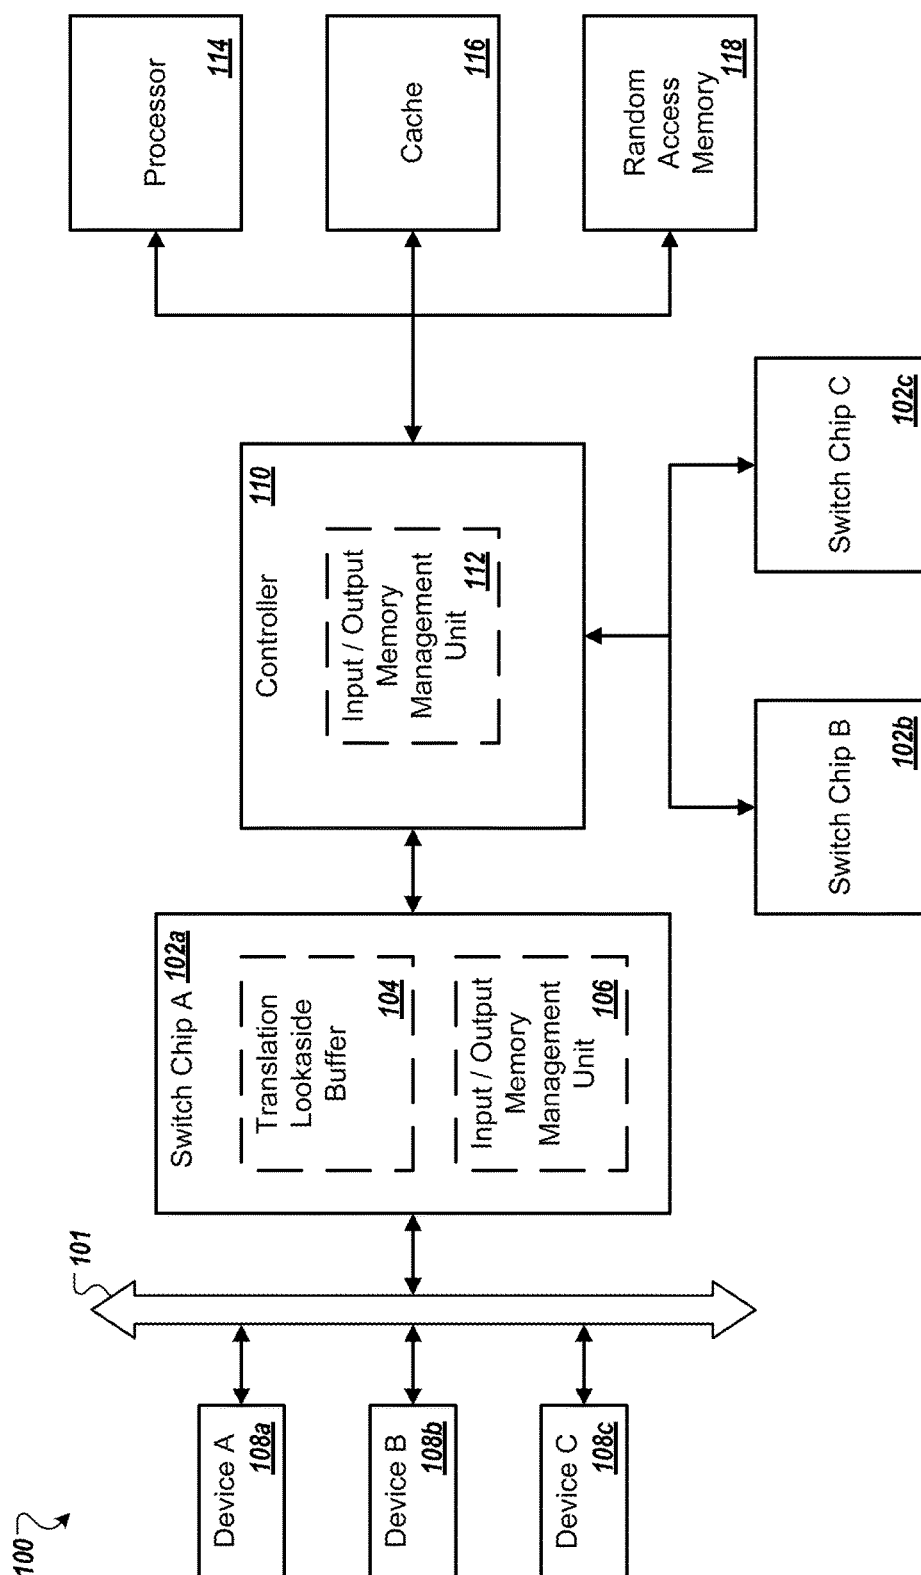 100
101
Device A
108a
Device B
108b
Device C
108c
Switch Chip A
102a
Translation
Lookaside
Buffer
104
Input / Output
Memory
Management
Unit
106
Controller
110
Input / Output
Memory
Management
Unit
112
Switch Chip B
102b
Switch Chip C
102c
Processor
114
Cache
116
Random
Access
Memory
118